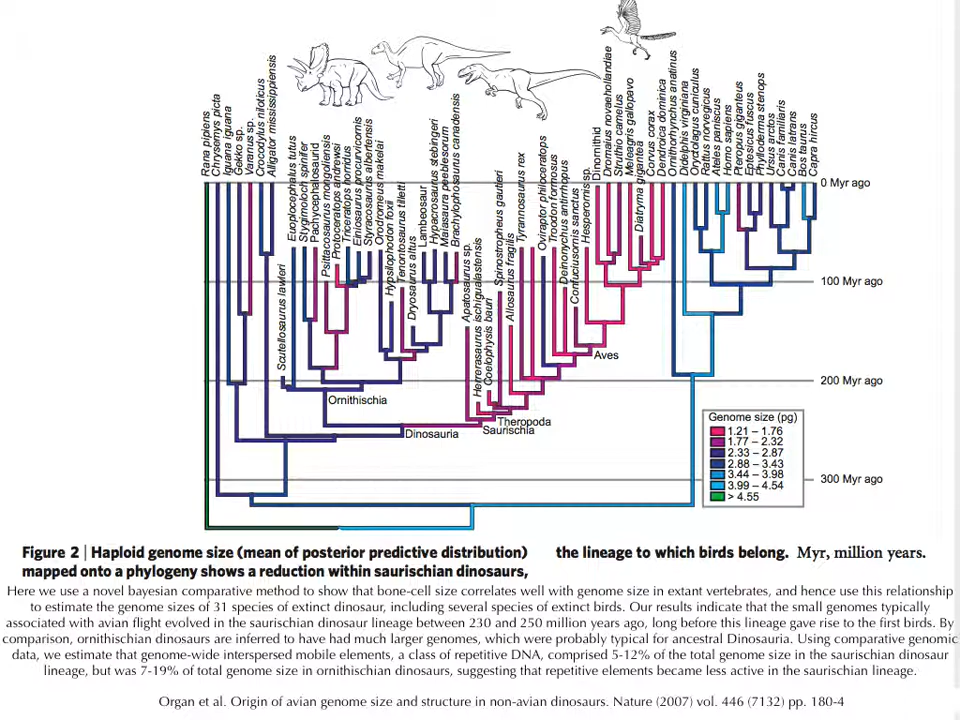 Rana pipiens
Chrysemys picta
Iguana iguana
Gekko sp.
Varanus sp.
Crocodylus niloticus
Alligator mississippiensis
Scutellosaurus lawleri
Euoplocephalus tutus
Stygimoloch spinifer
Pachycephalosaurid
Psittacosaurus mongoliensis
Protoceratops andrewsi
Triceratops horridus
Einiosaurus procurvicornis
Styracosaurus albertensis
Orodromeus makelai
Hypsilophodon foxii
Tenontosaurus tilletti
Dryosaurus altus
Lambeosaur
Hypacrosaurus stebingeri
Maiasaura peeblesorum
Brachylophosaurus canadensis
Apatosaurus sp.
Herrerasaurus ischigualastensis
Coelophysis bauri
Spinostropheus gautieri
Allosaurus fragilis
Tyrannosaurus rex
Oviraptor philoceratops
Troodon formosus
Deinonychus antirrhopus
Confuciusornis sanctus
Hesperornis sp.
Dinornithid
Dromaius novaehollandiae
Struthio camelus
Meleagris gallopavo
Diatryma gigantea
Corvus corax
Dendroica dominica
Ornithorhynchus anatinus
Didelphis virginiana
Oryctolagus cuniculus
Rattus norvegicus
Ateles paniscus
Homo sapiens
Pteropus giganteus
Eptesicus fuscus
Phylloderma stenops
Ursus arctos
Canis familiaris
Canis latrans
Bos taurus
Capra hircus
0 Myr ago
100 Myr ago
Aves
200 Myr ago
Ornithischia
Theropoda
Saurischia
Dinosauria
300 Myr ago
Genome size (pg)
1.21 – 1.76
1.77 – 2.32
2.33 – 2.87
2.88 – 3.43
3.44 – 3.98
3.99 – 4.54
> 4.55
Figure 2 | Haploid genome size (mean of posterior predictive distribution)
mapped onto a phylogeny shows a reduction within saurischian dinosaurs,
the lineage to which birds belong. Myr, million years.
Here we use a novel bayesian comparative method to show that bone-cell size correlates well with genome size in extant vertebrates, and hence use this relationship
to estimate the genome sizes of 31 species of extinct dinosaur, including several species of extinct birds. Our results indicate that the small genomes typically
associated with avian flight evolved in the saurischian dinosaur lineage between 230 and 250 million years ago, long before this lineage gave rise to the first birds. By
comparison, ornithischian dinosaurs are inferred to have had much larger genomes, which were probably typical for ancestral Dinosauria. Using comparative genomic
data, we estimate that genome-wide interspersed mobile elements, a class of repetitive DNA, comprised 5-12% of the total genome size in the saurischian dinosaur
lineage, but was 7-19% of total genome size in ornithischian dinosaurs, suggesting that repetitive elements became less active in the saurischian lineage.
Organ et al. Origin of avian genome size and structure in non-avian dinosaurs. Nature (2007) vol. 446 (7132) pp. 180-4